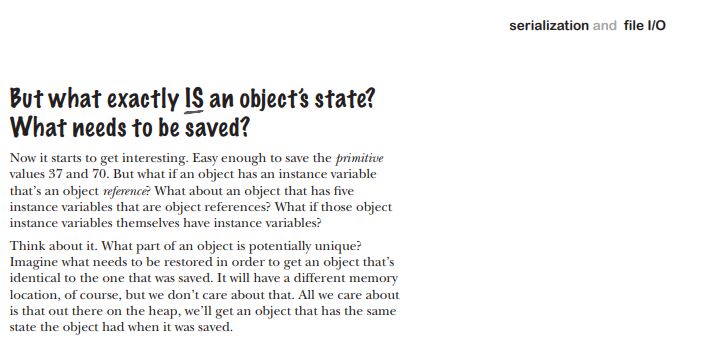 serialization and file I/O
But what exactly IS an object's state?
What needs to be saved?
Now it starts to get interesting. Easy enough to save the primitive
values 37 and 70. But what if an object has an instance variable
that's an object reference? What about an object that has five
instance variables that are object references? What if those object
instance variables themselves have instance variables?
Think about it. What part of an object is potentially unique?
Imagine what needs to be restored in order to get an object that's
identical to the one that was saved. It will have a different memory
location, of course, but we don't care about that. All we care about
is that out there on the heap, we'll get an object that has the same
state the object had when it was saved.